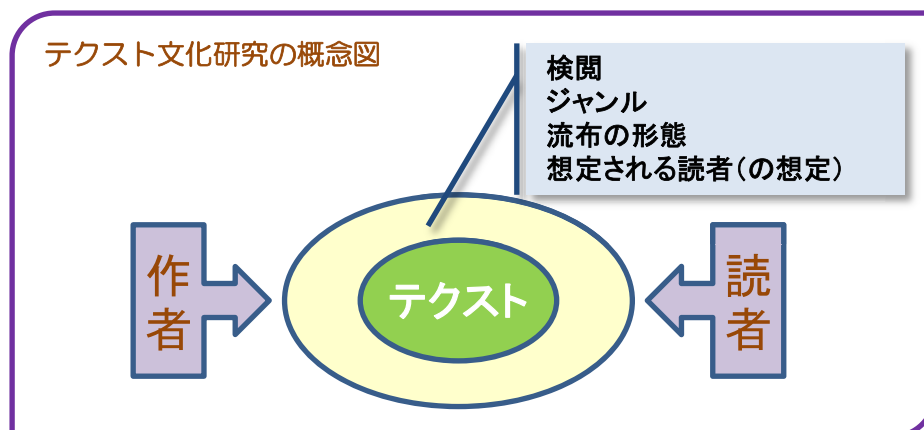 テクスト文化研究の概念図
検閲
ジャンル
流布の形態
想定される読者(の想定)
作者
テクスト
読者